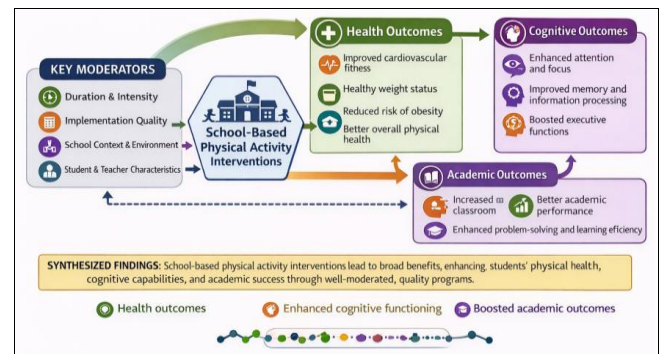 KEY MODERATORS
Duration & Intensity
Implementation Quality
School Context & Environment
Student & Teacher Characteristics
School-Based
Physical Activity
Interventions
Health Outcomes
Improved cardiovascular
fitness
Healthy weight status
Reduced risk of obesity
Better overall physical
health
Cognitive Outcomes
Enhanced attention
and focus
Improved memory and
information processing
Boosted executive
functions
Academic Outcomes
Increased
classroom
Better academic
performance
Enhanced problem-solving and learning eficiency
SYNTHESIZED FINDINGS: School-based physical activity interventions lead to broad benefits, enhancing, students' physical health,
cognitive capabilities, and academic success through well-moderated, quality programs.
Health outcomes
Enhanced cognitive functioning
Boosted academic outcomes